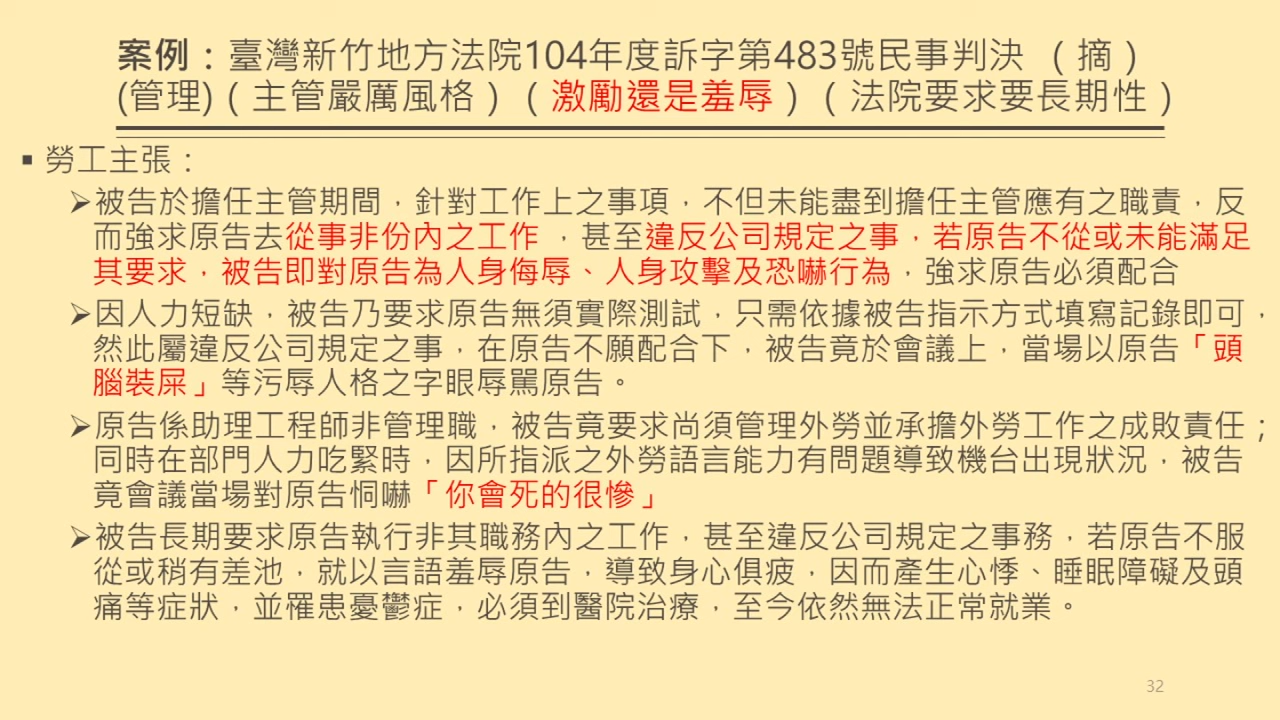 案例：臺灣新竹地方法院104年度訴字第483號民事判決 （摘）
(管理)（主管嚴厲風格）（激勵還是羞辱）（法院要求要長期性）
▪ 勞工主張：
➢被告於擔任主管期間，針對工作上之事項，不但未能盡到擔任主管應有之職責，反
而強求原告去從事非份內之工作 ，甚至違反公司規定之事，若原告不從或未能滿足
其要求，被告即對原告為人身侮辱、人身攻擊及恐嚇行為，強求原告必須配合
➢因人力短缺，被告乃要求原告無須實際測試，只需依據被告指示方式填寫記錄即可，
然此屬違反公司規定之事，在原告不願配合下，被告竟於會議上，當場以原告「頭
腦裝屎」等污辱人格之字眼辱罵原告。
➢原告係助理工程師非管理職，被告竟要求尚須管理外勞並承擔外勞工作之成敗責任；
同時在部門人力吃緊時，因所指派之外勞語言能力有問題導致機台出現狀況，被告
竟會議當場對原告恫嚇「你會死的很慘」
➢被告長期要求原告執行非其職務內之工作，甚至違反公司規定之事務，若原告不服
從或稍有差池，就以言語羞辱原告，導致身心俱疲，因而產生心悸、睡眠障礙及頭
痛等症狀，並罹患憂鬱症，必須到醫院治療，至今依然無法正常就業。
32